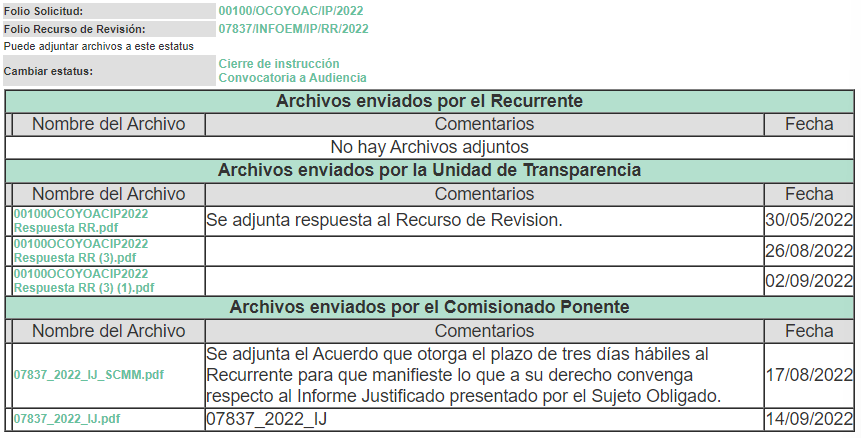 Folio Solicitud: 00100/OCOYOAC/IP/2022
Folio Recurso de Revisión: 07837/INFOEM/IP/RR/2022
Puede adjuntar archivos a este estatus
Cambiar estatus: Cierre de instrucción
Convocatoria a Audiencia
Archivos enviados por el Recurrente
Nombre del Archivo Comentarios Fecha
No hay Archivos adjuntos
Archivos enviados por la Unidad de Transparencia
Nombre del Archivo Comentarios Fecha
00100OCOYOACIP2022
Respuesta RR.pdf Se adjunta respuesta al Recurso de Revision. 30/05/2022
00100OCOYOACIP2022
Respuesta RR (3).pdf 26/08/2022
00100OCOYOACIP2022
Respuesta RR (3) (1).pdf 02/09/2022
Archivos enviados por el Comisionado Ponente
Nombre del Archivo Comentarios Fecha
07837_2022_IJ_SCMM.pdf Se adjunta el Acuerdo que otorga el plazo de tres días hábiles al
Recurrente para que manifieste lo que a su derecho convenga
respecto al Informe Justificado presentado por el Sujeto Obligado. 17/08/2022
07837_2022_IJ.pdf 07837_2022_IJ 14/09/2022